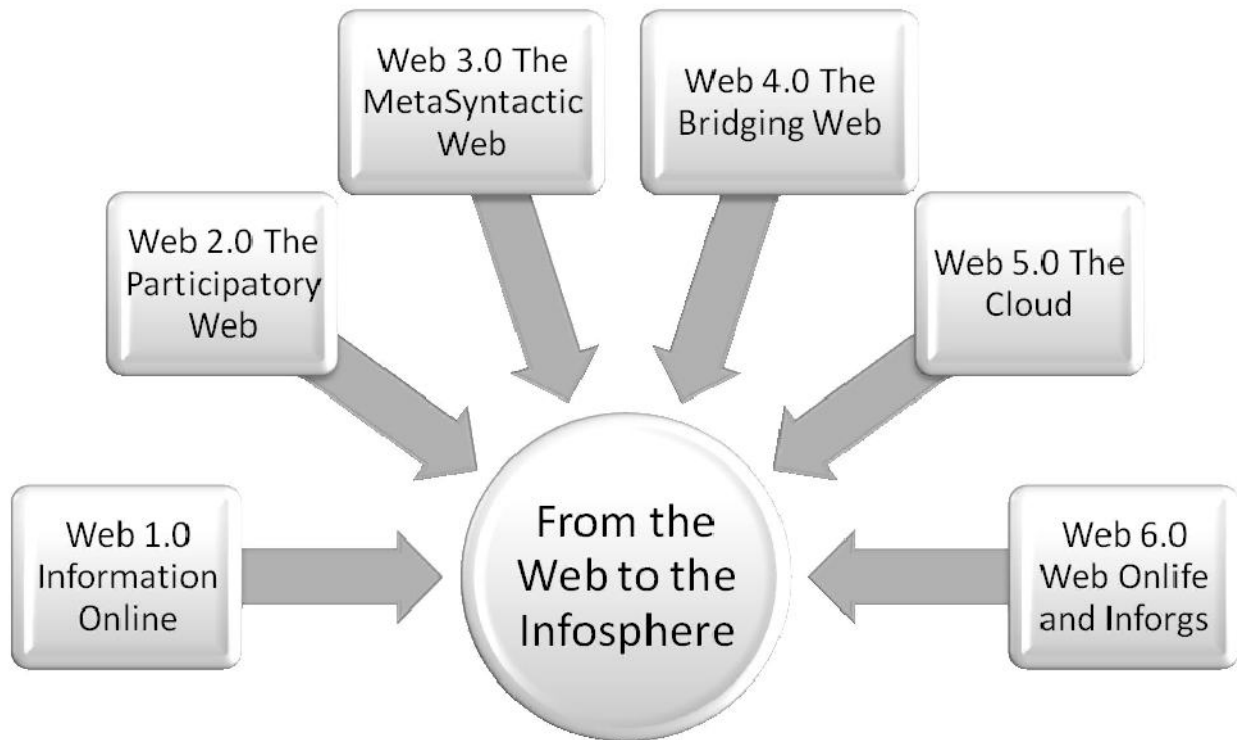 Web 1.0
Information
Online
Web 2.0 The
Participatory
Web
Web 3.0 The
MetaSyntactic
Web
Web 4.0 The
Bridging Web
Web 5.0 The
Cloud
Web 6.0
Web Onlife
and Inforgs
From the
Web to the
Infosphere